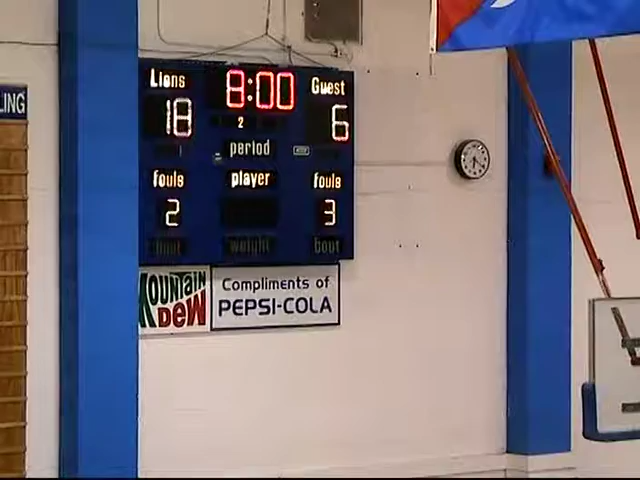 LING
Lions 8:00 Guest
18 2 6
period
fouls player fouls
2 3
bout weight bout
MOUNTAIN DEW
Compliments of
PEPSI-COLA